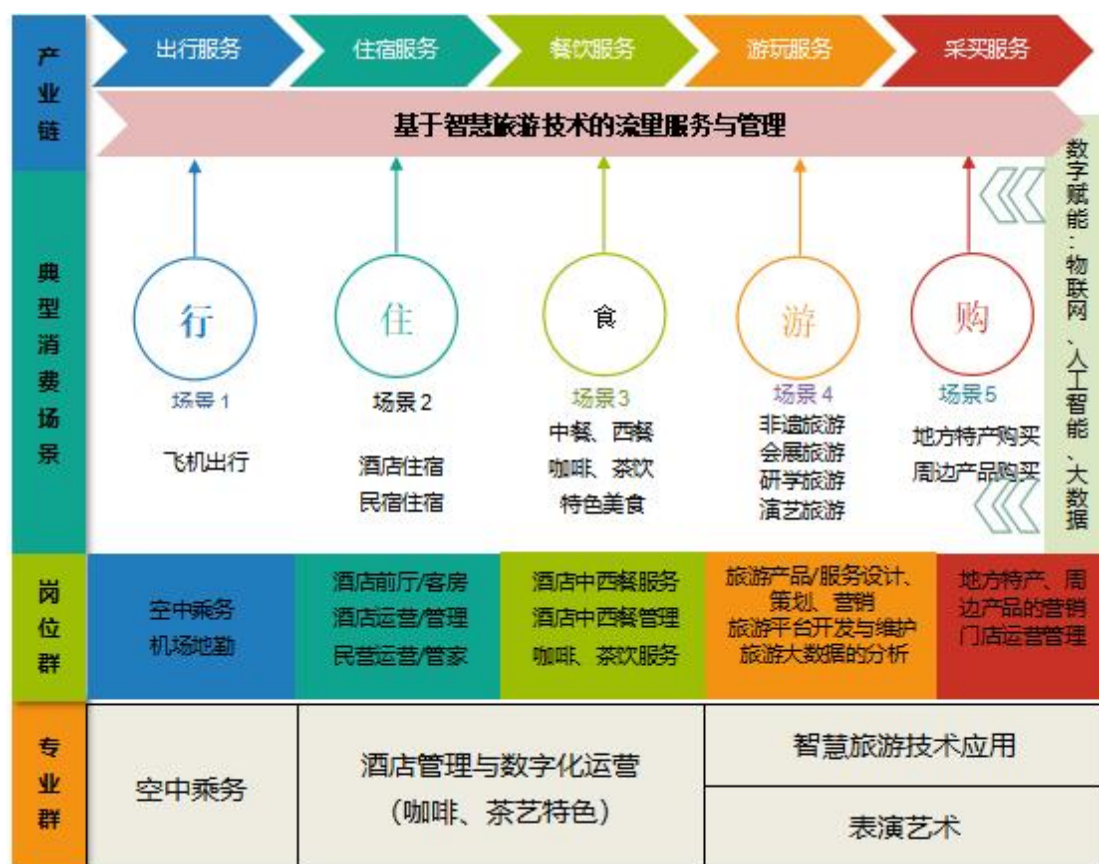 产业链
出行服务
住宿服务
餐饮服务
游玩服务
采买服务
基于智慧旅游技术的流里服务与管理
数字赋能:物联网、人工智能、大数据
典型消费场景
行
住
食
游
购
场景1
场景2
场景3
场景4
场景5
飞机出行
酒店住宿
民宿住宿
中餐、西餐
咖啡、茶饮
特色美食
非遗旅游
会展旅游
研学旅游
演艺旅游
地方特产购买
周边产品购买
岗位群
空中乘务
机场地勤
酒店前厅/客房
酒店运营/管理
民营运营/管家
酒店中西餐服务
酒店中西餐管理
咖啡、茶饮服务
旅游产品/服务设计、
策划、营销
旅游平台开发与维护
旅游大数据的分析
地方特产、周
边产品的营销
门店运营管理
专业群
空中乘务
酒店管理与数字化运营
（咖啡、茶艺特色）
智慧旅游技术应用
表演艺术